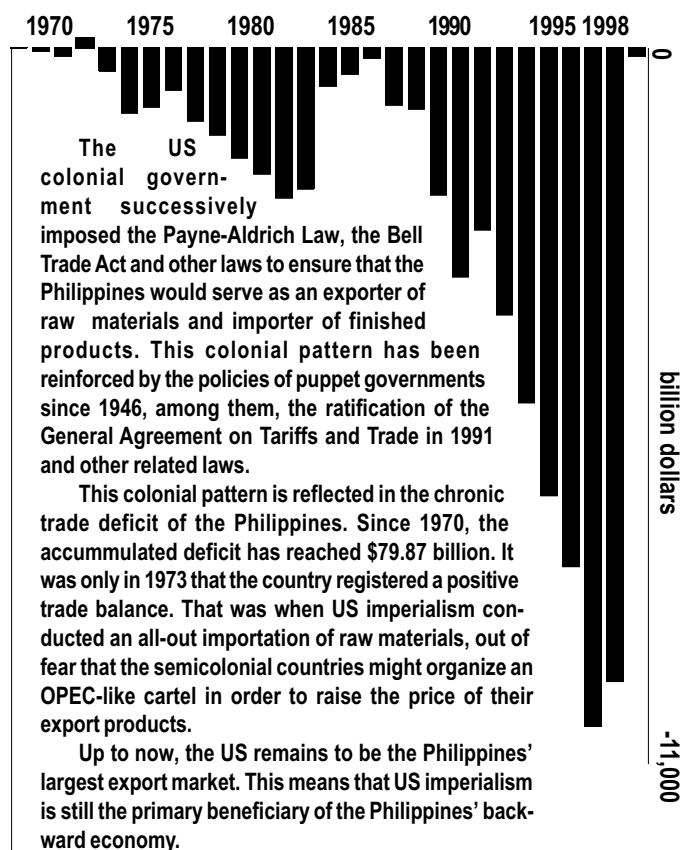 1970 1975 1980 1985 1990 1995 1998
0
The US
colonial govern-
ment successively
imposed the Payne-Aldrich Law, the Bell
Trade Act and other laws to ensure that the
Philippines would serve as an exporter of
raw materials and importer of finished
products. This colonial pattern has been
reinforced by the policies of puppet governments
since 1946, among them, the ratification of the
General Agreement on Tariffs and Trade in 1991
and other related laws.
This colonial pattern is reflected in the chronic
trade deficit of the Philippines. Since 1970, the
accummulated deficit has reached $79.87 billion. It
was only in 1973 that the country registered a positive
trade balance. That was when US imperialism con-
ducted an all-out importation of raw materials, out of
fear that the semicolonial countries might organize an
OPEC-like cartel in order to raise the price of their
export products.
Up to now, the US remains to be the Philippines’
largest export market. This means that US imperialism
is still the primary beneficiary of the Philippines’ back-
ward economy.
billion dollars
-11,000